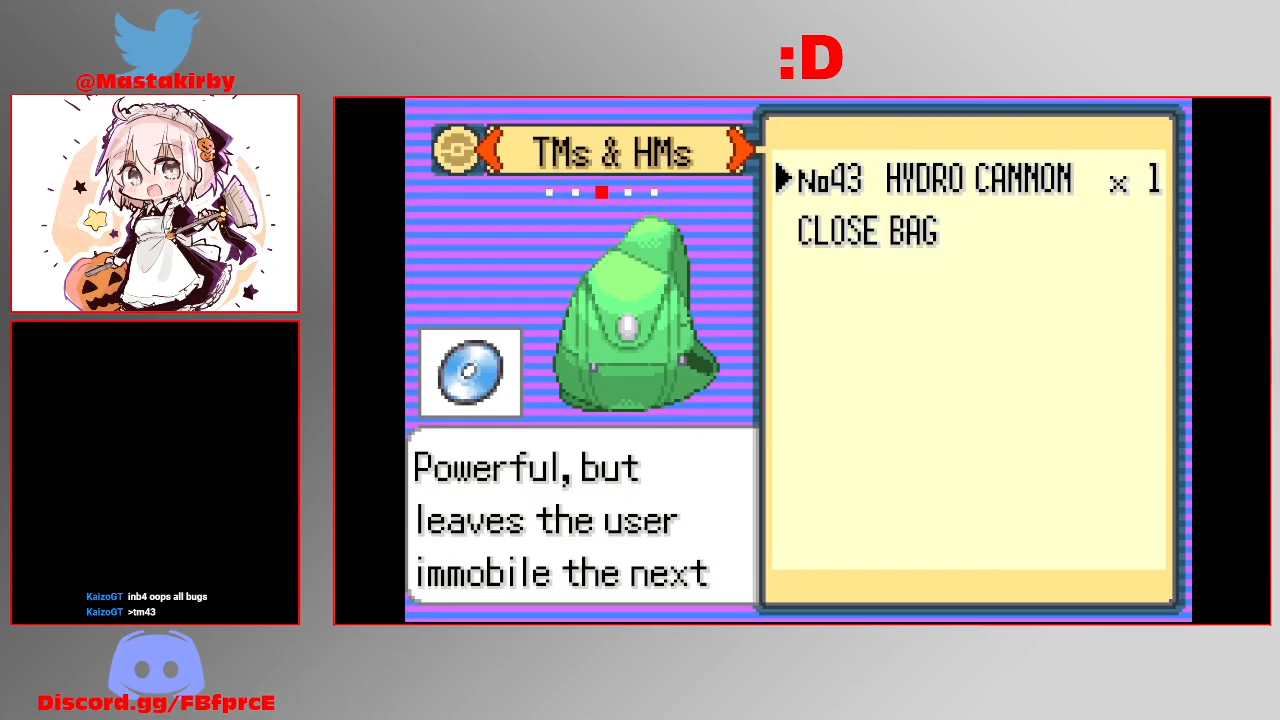 @Mastakirby
:D
TMs & HMs
▶No43 HYDRO CANNON x 1
CLOSE BAG
Powerful, but
leaves the user
immobile the next
KaizoGT inb4 oops all bugs
KaizoGT >tm43
Discord.gg/FBfprcE